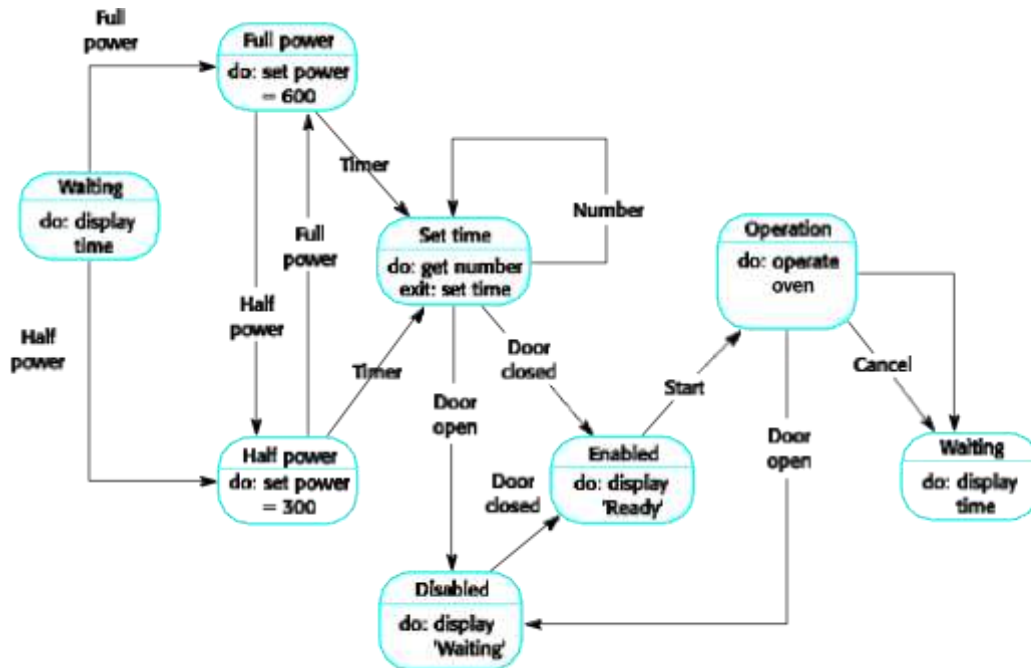 Full
power
Full power
do: set power
= 600
Timer
Waiting
do: display
time
Full
power
Half
power
Half
power
Number
Set time
do: get number
exit: set time
Operation
do: operate
oven
Timer
Door
closed
Door
open
Start
Cancel
Door
open
Half power
do: set power
= 300
Door
closed
Enabled
do: display
'Ready'
Waiting
do: display
time
Disabled
do: display
'Waiting'